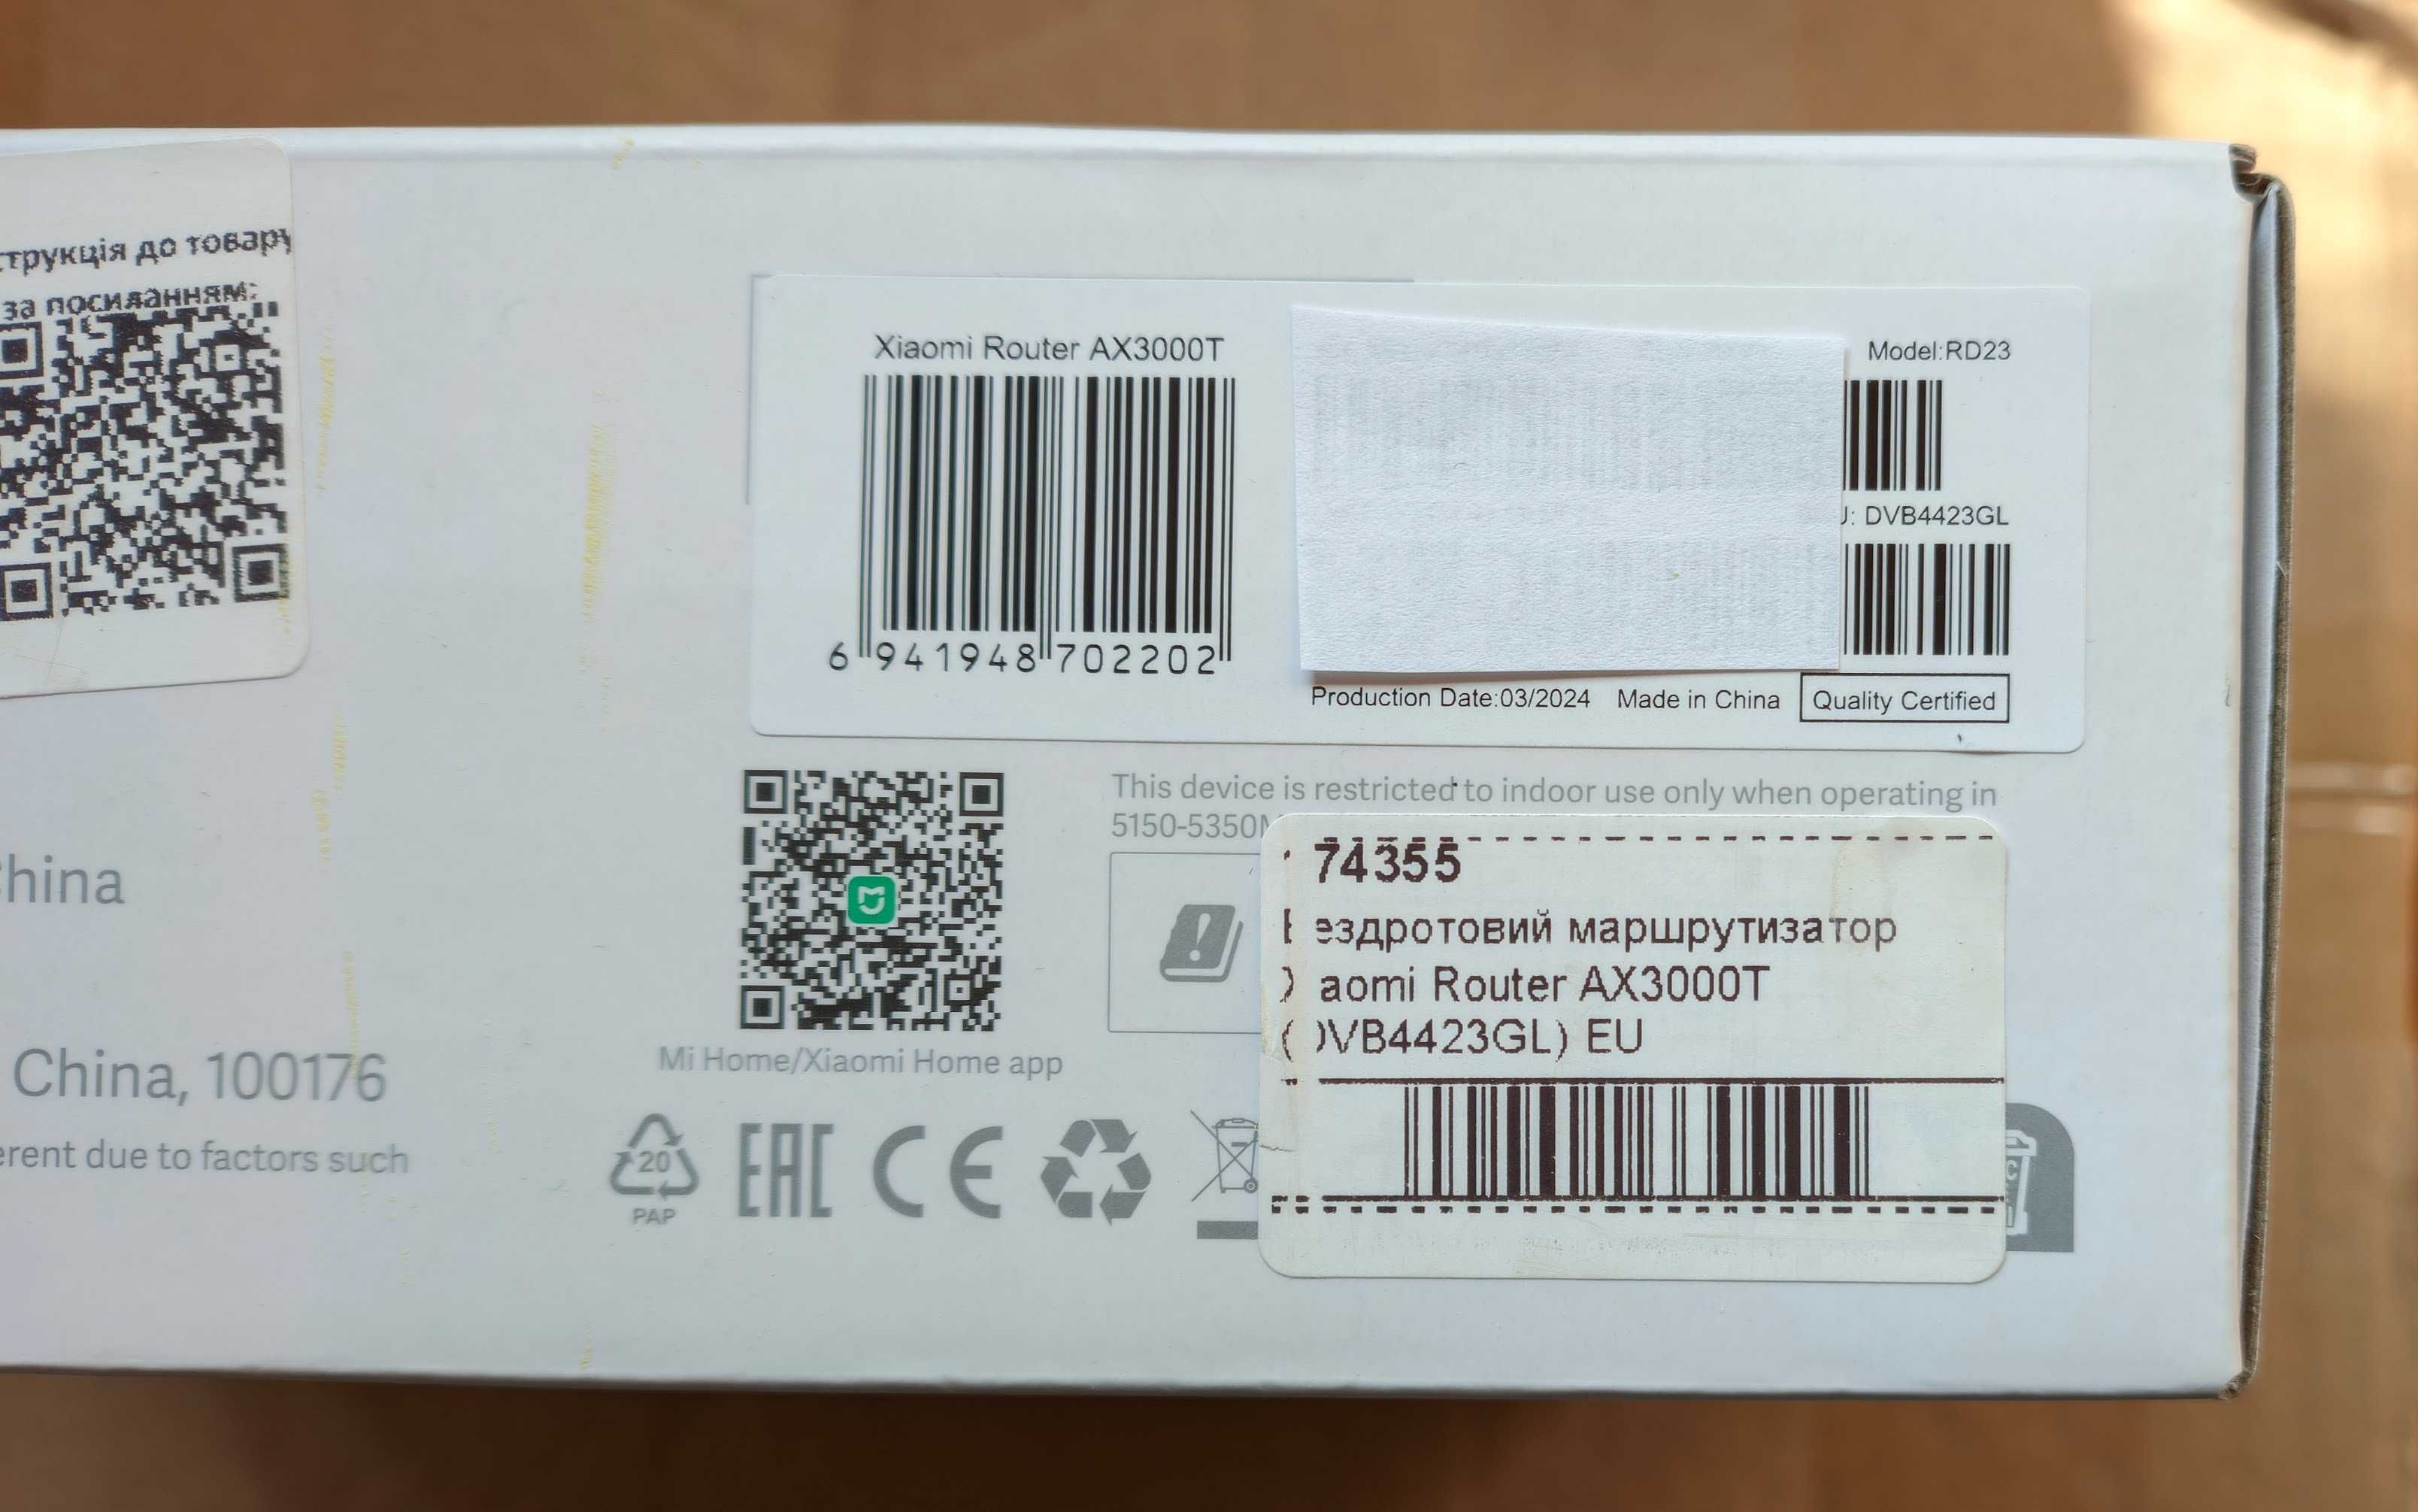 струкція до товару
за посиланням:
Xiaomi Router AX3000T
6 941948 702202
Model:RD23
DVB4423GL
Production Date:03/2024 Made in China Quality Certified
This device is restricted to indoor use only when operating in
5150-5350M
74355
ездротовий маршрутизатор
aomi Router AX3000T
VB4423GL) EU
Mi Home/Xiaomi Home app
hina
China, 100176
erent due to factors such
20
PAP
EAC
CE